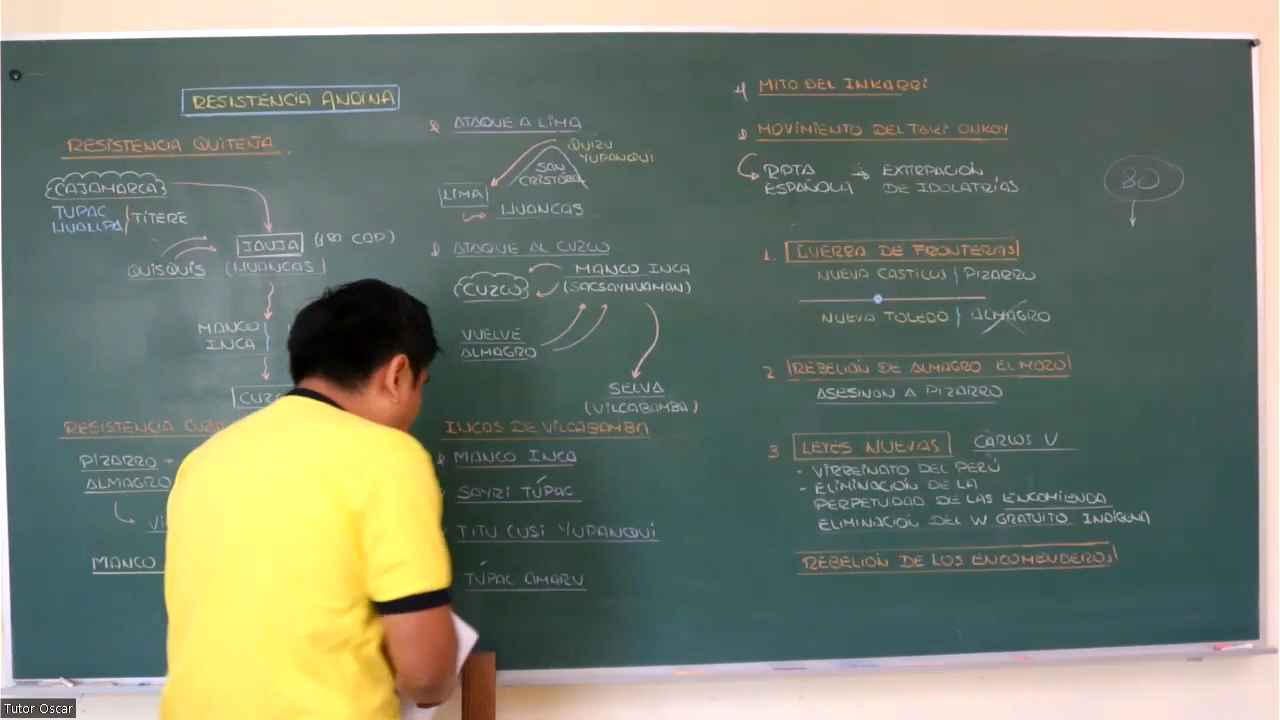 RESISTENCIA ANDINA
RESISTENCIA QUITEÑA
CAJAMARCA
TUPAC
HUALLPA
TÍTERE
JAUJA (1ra CAP)
QUISQUIS (HUANCAS)
MANCO
INCA
CUZC
RESISTENCIA CUZ
PIZARRO
ALMAGRO
VI
MANCO
ATAQUE A LIMA
QUIZU
YUPANQUI
SAN
CRISTÓBAL
LIMA
HUANCAS
ATAQUE AL CUZCO
MANCO INCA
CUZCO
(SACSAYHUAMAN)
VUELVE
ALMAGRO
SELVA
(VILCABAMBA)
INCAS DE VILCABAMBA
MANCO INCA
SAYRI TÚPAC
TITU CUSI YUPANQUI
TÚPAC AMARU
MITO DEL INKARRI
MOVIMIENTO DEL TAKI ONKOY
RPTA
ESPAÑOLA
EXTIRPACIÓN
DE IDOLATRÍAS
80
1. GUERRA DE FRONTERAS
NUEVA CASTILLA PIZARRO
NUEVA TOLEDO ALMAGRO
2 REBELIÓN DE ALMAGRO EL MOZO
ASESINAN A PIZARRO
3 LEYES NUEVAS CARLOS V
- VIRREINATO DEL PERÚ
- ELIMINACIÓN DE LA
PERPETUIDAD DE LAS ENCOMIENDA
ELIMINACIÓN DEL W GRATUITO INDÍGENA
REBELIÓN DE LOS ENCOMENDEROS
Tutor Oscar